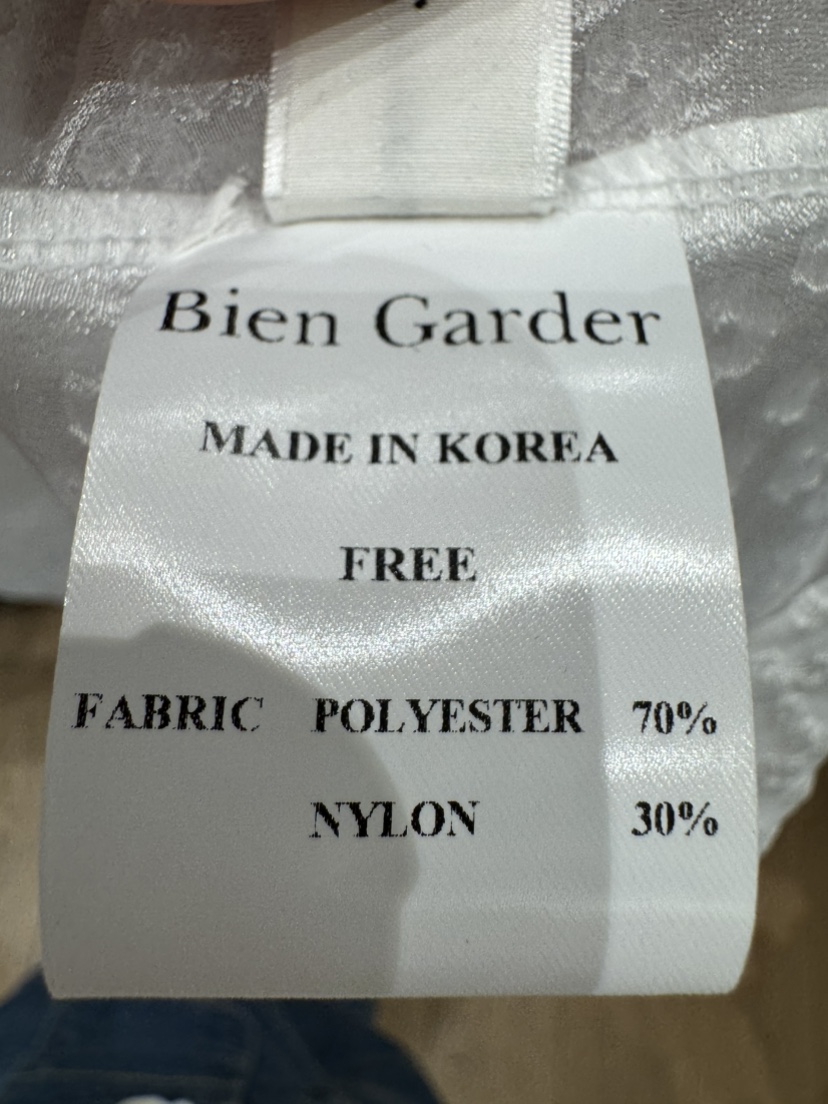 Bien Garder
MADE IN KOREA
FREE
FABRIC POLYESTER 70%
NYLON 30%